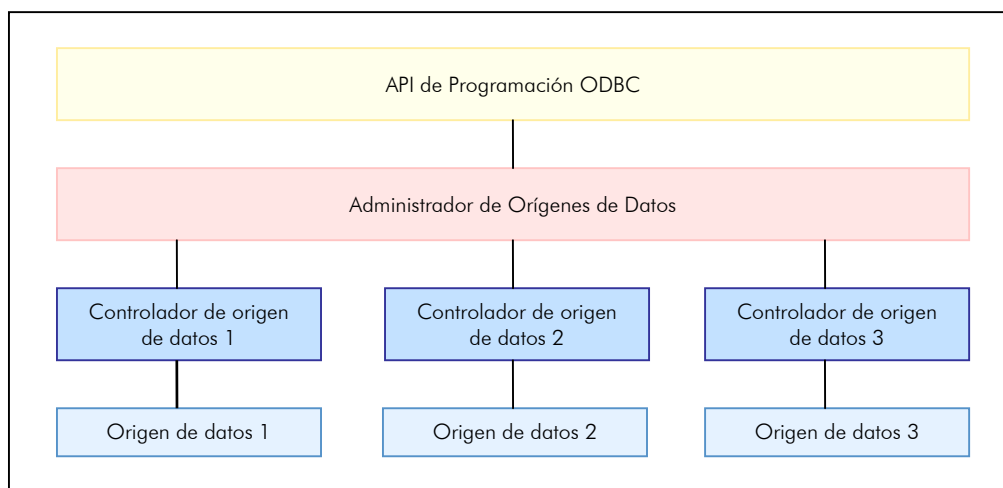 API de Programación ODBC
Administrador de Orígenes de Datos
Controlador de origen
de datos 1
Controlador de origen
de datos 2
Controlador de origen
de datos 3
Origen de datos 1
Origen de datos 2
Origen de datos 3